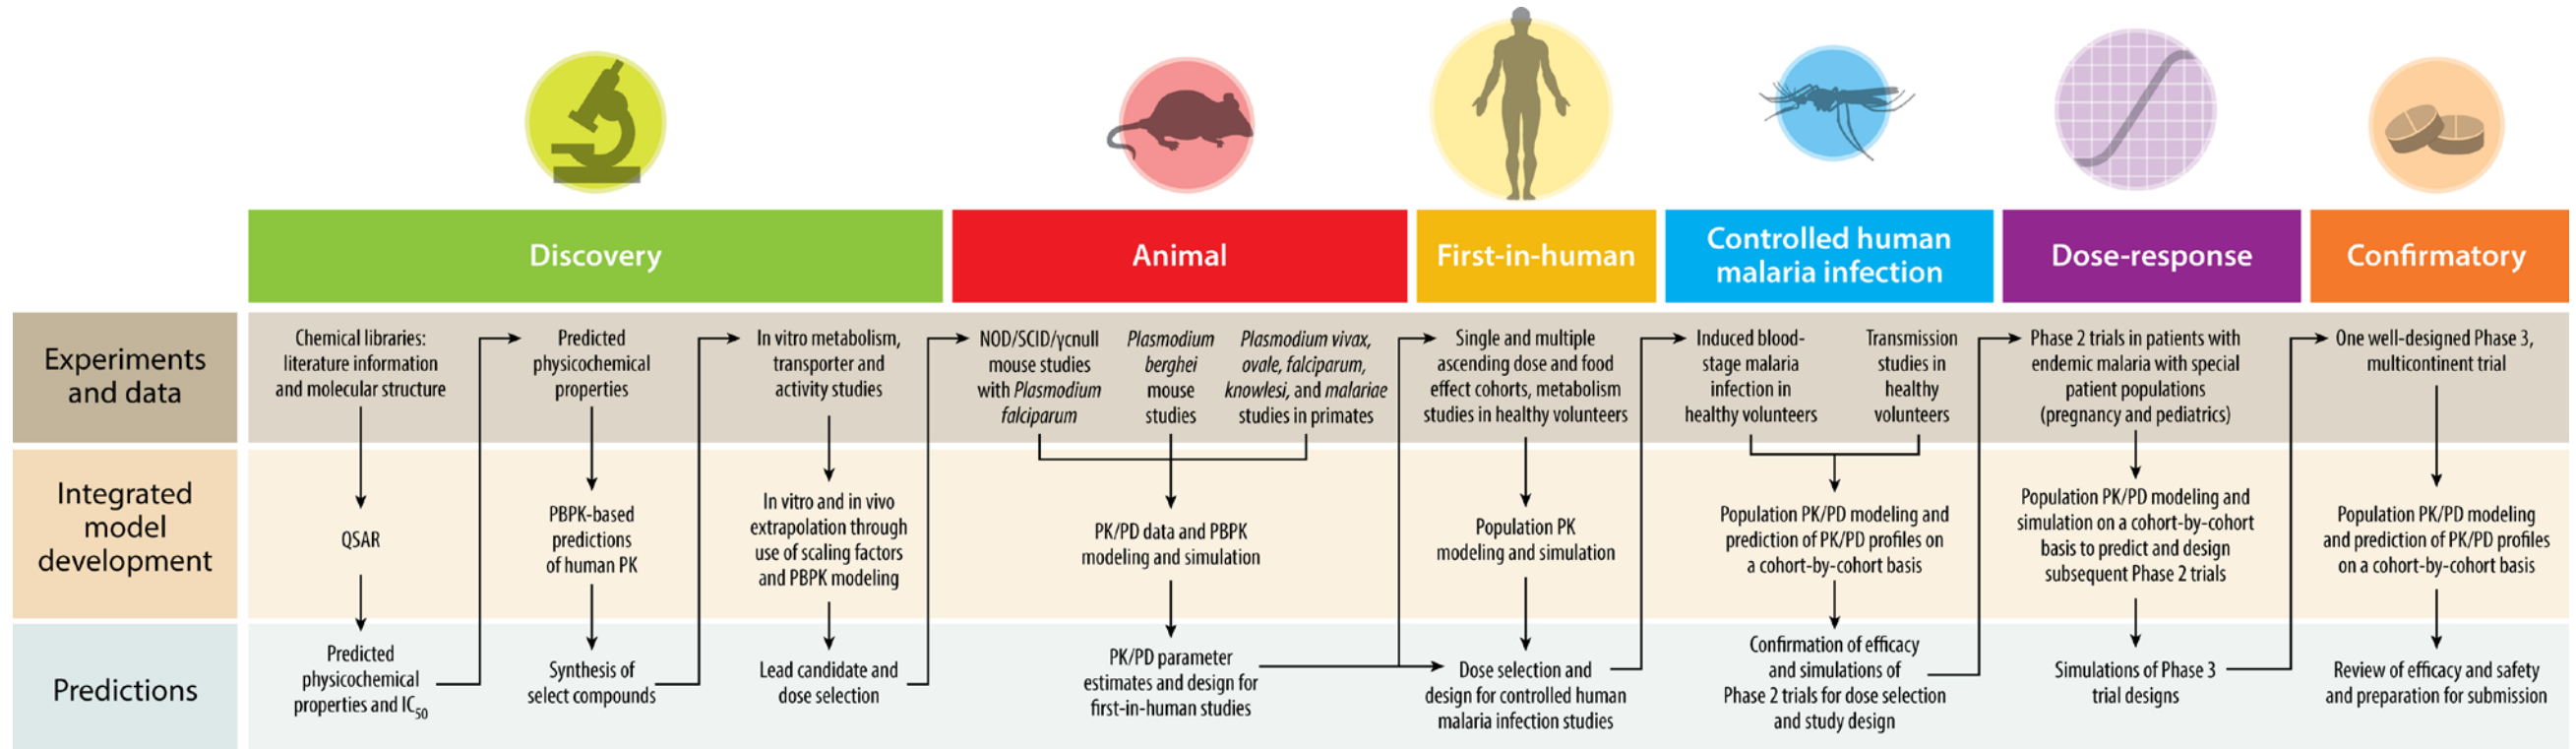 Discovery
Animal
First-in-human
Controlled human
malaria infection
Dose-response
Confirmatory
Experiments
and data
Chemical libraries:
literature information
and molecular structure
Predicted
physicochemical
properties
In vitro metabolism,
transporter and
activity studies
NOD/SCID/γcnull
mouse studies
with Plasmodium
falciparum
Plasmodium
berghei
mouse
studies
Plasmodium vivax,
ovale, falciparum,
knowlesi, and malariae
studies in primates
Single and multiple
ascending dose and food
effect cohorts, metabolism
studies in healthy volunteers
Induced blood-
stage malaria
infection in
healthy volunteers
Transmission
studies in
healthy
volunteers
Phase 2 trials in patients with
endemic malaria with special
patient populations
(pregnancy and pediatrics)
One well-designed Phase 3,
multicontinent trial
Integrated
model
development
QSAR
PBPK-based
predictions
of human PK
In vitro and in vivo
extrapolation through
use of scaling factors
and PBPK modeling
PK/PD data and PBPK
modeling and simulation
Population PK
modeling and simulation
Population PK/PD modeling and
prediction of PK/PD profiles on
a cohort-by-cohort basis
Population PK/PD modeling and
simulation on a cohort-by-cohort
basis to predict and design
subsequent Phase 2 trials
Population PK/PD modeling
and prediction of PK/PD profiles
on a cohort-by-cohort basis
Predictions
Predicted
physicochemical
properties and IC50
Synthesis of
select compounds
Lead candidate and
dose selection
PK/PD parameter
estimates and design for
first-in-human studies
Dose selection and
design for controlled human
malaria infection studies
Confirmation of efficacy
and simulations of
Phase 2 trials for dose selection
and study design
Simulations of Phase 3
trial designs
Review of efficacy and safety
and preparation for submission